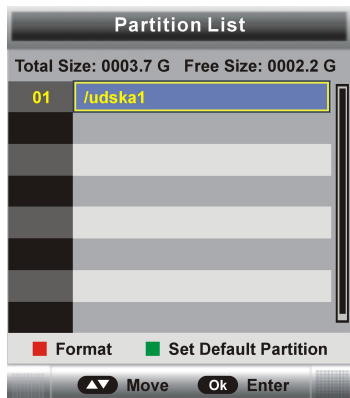 Partition List
Total Size: 0003.7 G Free Size: 0002.2 G
01 /udska1
Format Set Default Partition
Move Ok Enter